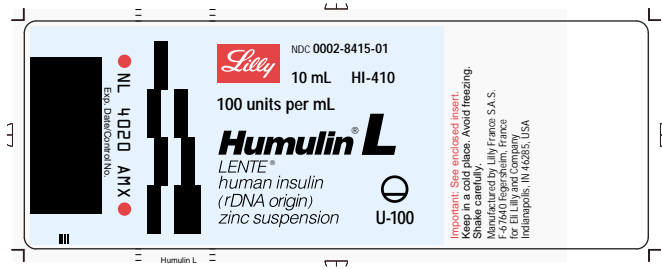 Exp. Date/Control No.
NL 4020 AMX
Lilly
NDC 0002-8415-01
10 mL HI-410
100 units per mL
Humulin® L
LENTE®
human insulin
(rDNA origin)
zinc suspension
U-100
Important: See enclosed insert.
Keep in a cold place. Avoid freezing.
Shake carefully.
Manufactured by Lilly France S.A.S.
F-67640 Fegersheim, France
for Eli Lilly and Company
Indianapolis, IN 46285, USA
Humulin L